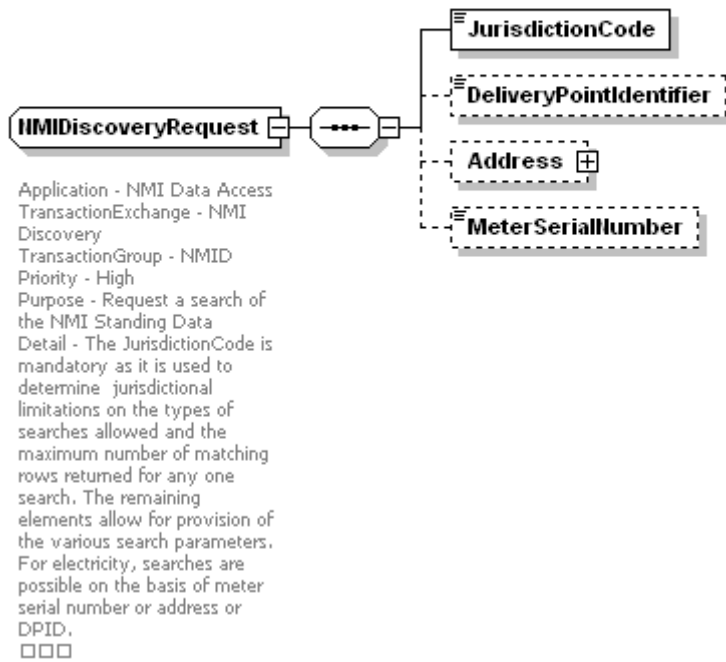 JurisdictionCode
DeliveryPointIdentifier
NMIDiscoveryRequest
Address
MeterSerialNumber
Application - NMI Data Access
TransactionExchange - NMI
Discovery
TransactionGroup - NMID
Priority - High
Purpose - Request a search of
the NMI Standing Data
Detail - The JurisdictionCode is
mandatory as it is used to
determine  jurisdictional
limitations on the types of
searches allowed and the
maximum number of matching
rows returned for any one
search. The remaining
elements allow for provision of
the various search parameters.
For electricity, searches are
possible on the basis of meter
serial number or address or
DPID.
□□□